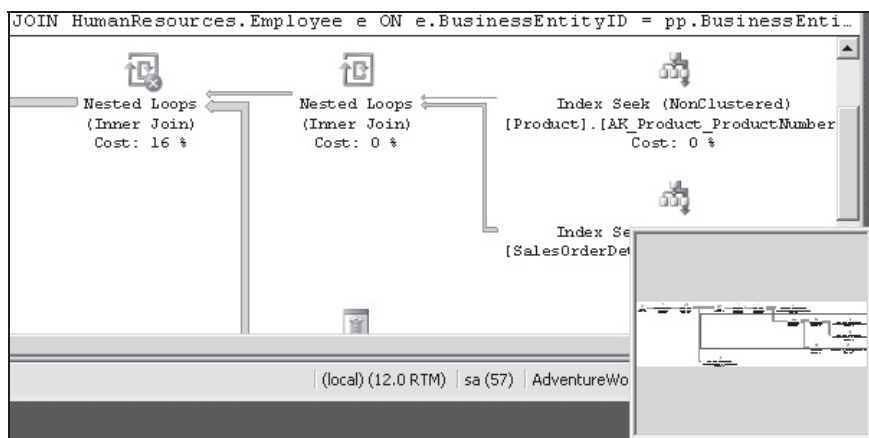 JOIN HumanResources.Employee e ON e.BusinessEntityID = pp.BusinessEnti…
Nested Loops
(Inner Join)
Cost: 16 %
Nested Loops
(Inner Join)
Cost: 0 %
Index Seek (NonClustered)
[Product].[AK_Product_ProductNumber
Cost: 0 %
Index Se
[SalesOrderDet
(local) (12.0 RTM)
sa (57)
AdventureWo